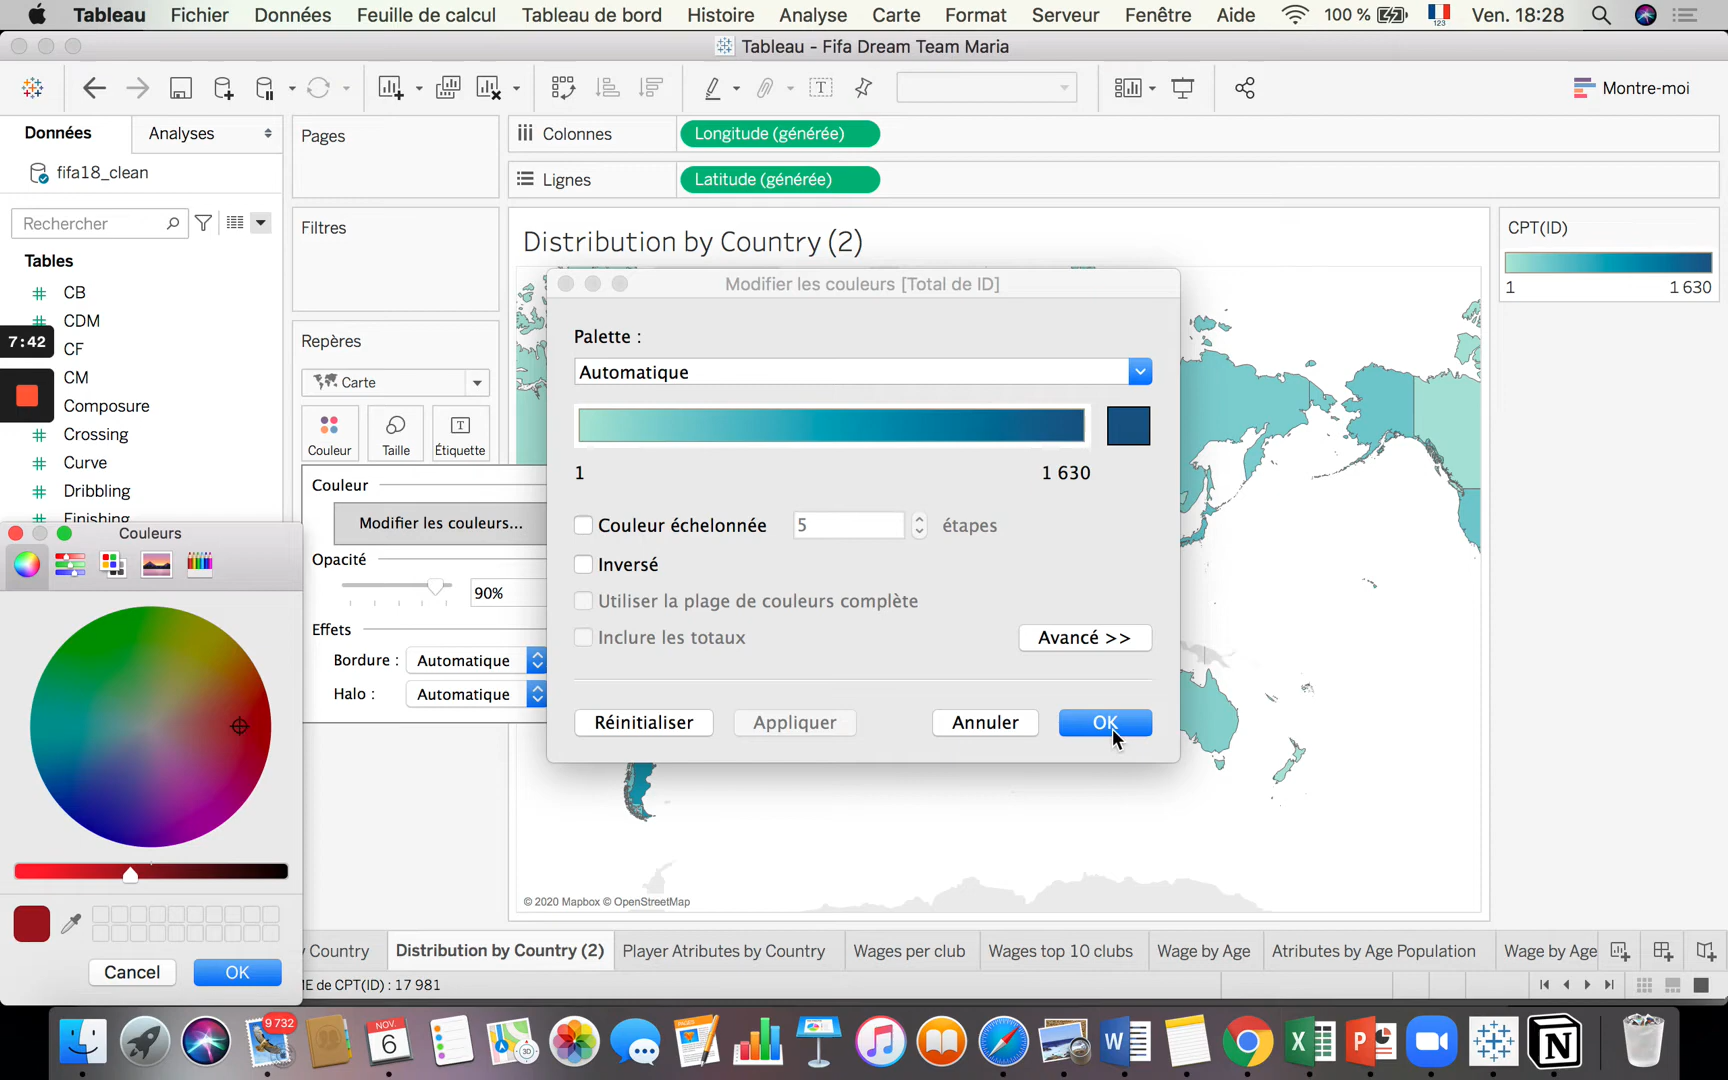 Tableau Fichier Données Feuille de calcul Tableau de bord Histoire Analyse Carte Format Serveur Fenêtre Aide 100 % 123 Ven. 18:28
Tableau - Fifa Dream Team Maria
Montre-moi
Données Analyses
Pages
Colonnes Longitude (générée)
fifa18_clean
Lignes Latitude (générée)
Rechercher
Filtres
Distribution by Country (2)
CPT(ID)
1 1 630
Tables
CB
CDM
CF
CM
Composure
Crossing
Curve
Dribbling
Finishing
7:42
Repères
Carte
Couleur Taille Étiquette
Couleur
Modifier les couleurs...
Opacité
90%
Effets
Bordure : Automatique
Halo : Automatique
Modifier les couleurs [Total de ID]
Palette :
Automatique
1 1 630
Couleur échelonnée 5 étapes
Inversé
Utiliser la plage de couleurs complète
Inclure les totaux Avancé >>
Réinitialiser Appliquer Annuler OK
Couleurs
Cancel OK
© 2020 Mapbox © OpenStreetMap
y Country Distribution by Country (2) Player Atributes by Country Wages per club Wages top 10 clubs Wage by Age Atributes by Age Population Wage by Age
E de CPT(ID) : 17 981
9 732
NOV.
6
3D
PAGES
W
X
P
N